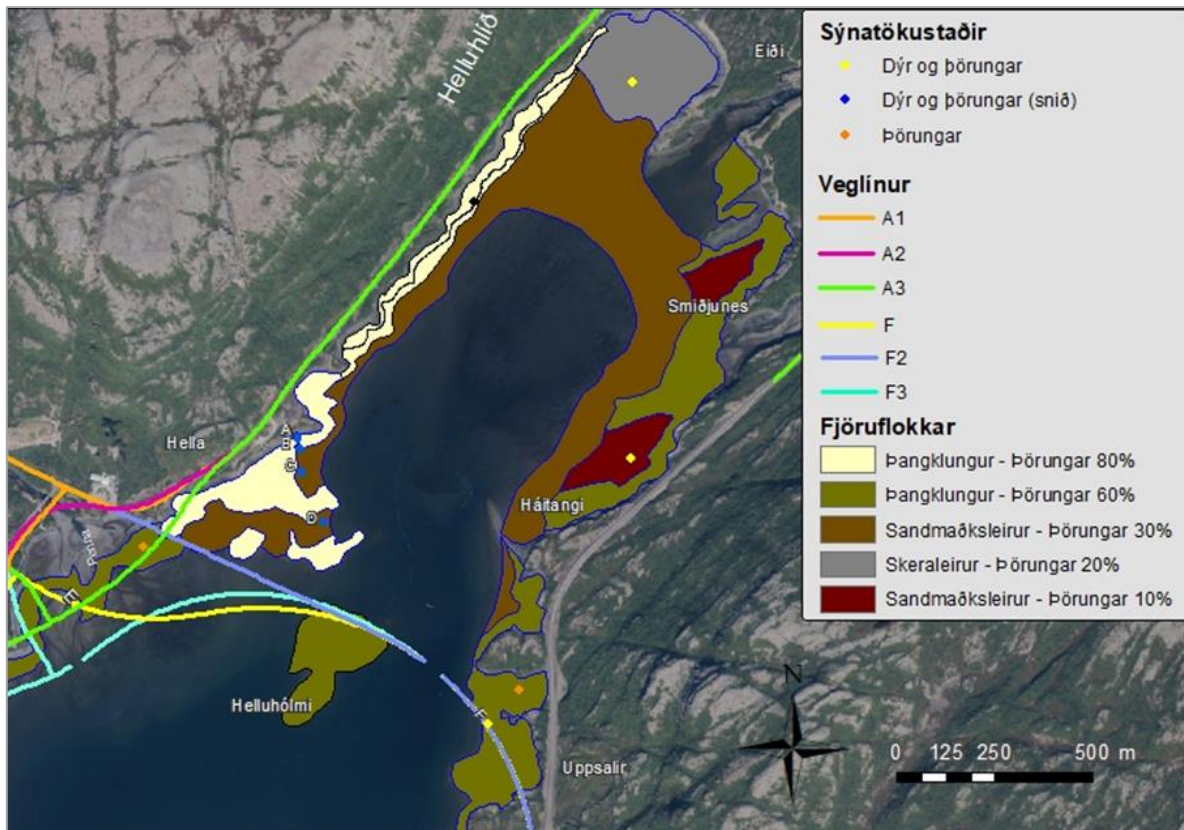 Sýnatökustaðir
Dýr og þörungar
Dýr og þörungar (snið)
Þörungar
Veglínur
A1
A2
A3
F
F2
F3
Fjöruflokkar
Þangklungur - Þörungar 80%
Þangklungur - Þörungar 60%
Sandmaðksleirur - Þörungar 30%
Skeraleirur - Þörungar 20%
Sandmaðksleirur - Þörungar 10%
Helluhlíð
Eiði
Smiðjunes
Hella
A
B
C
D
Háitangi
Penna
E
Helluhólmi
F
Uppsalir
N
0 125 250 500 m